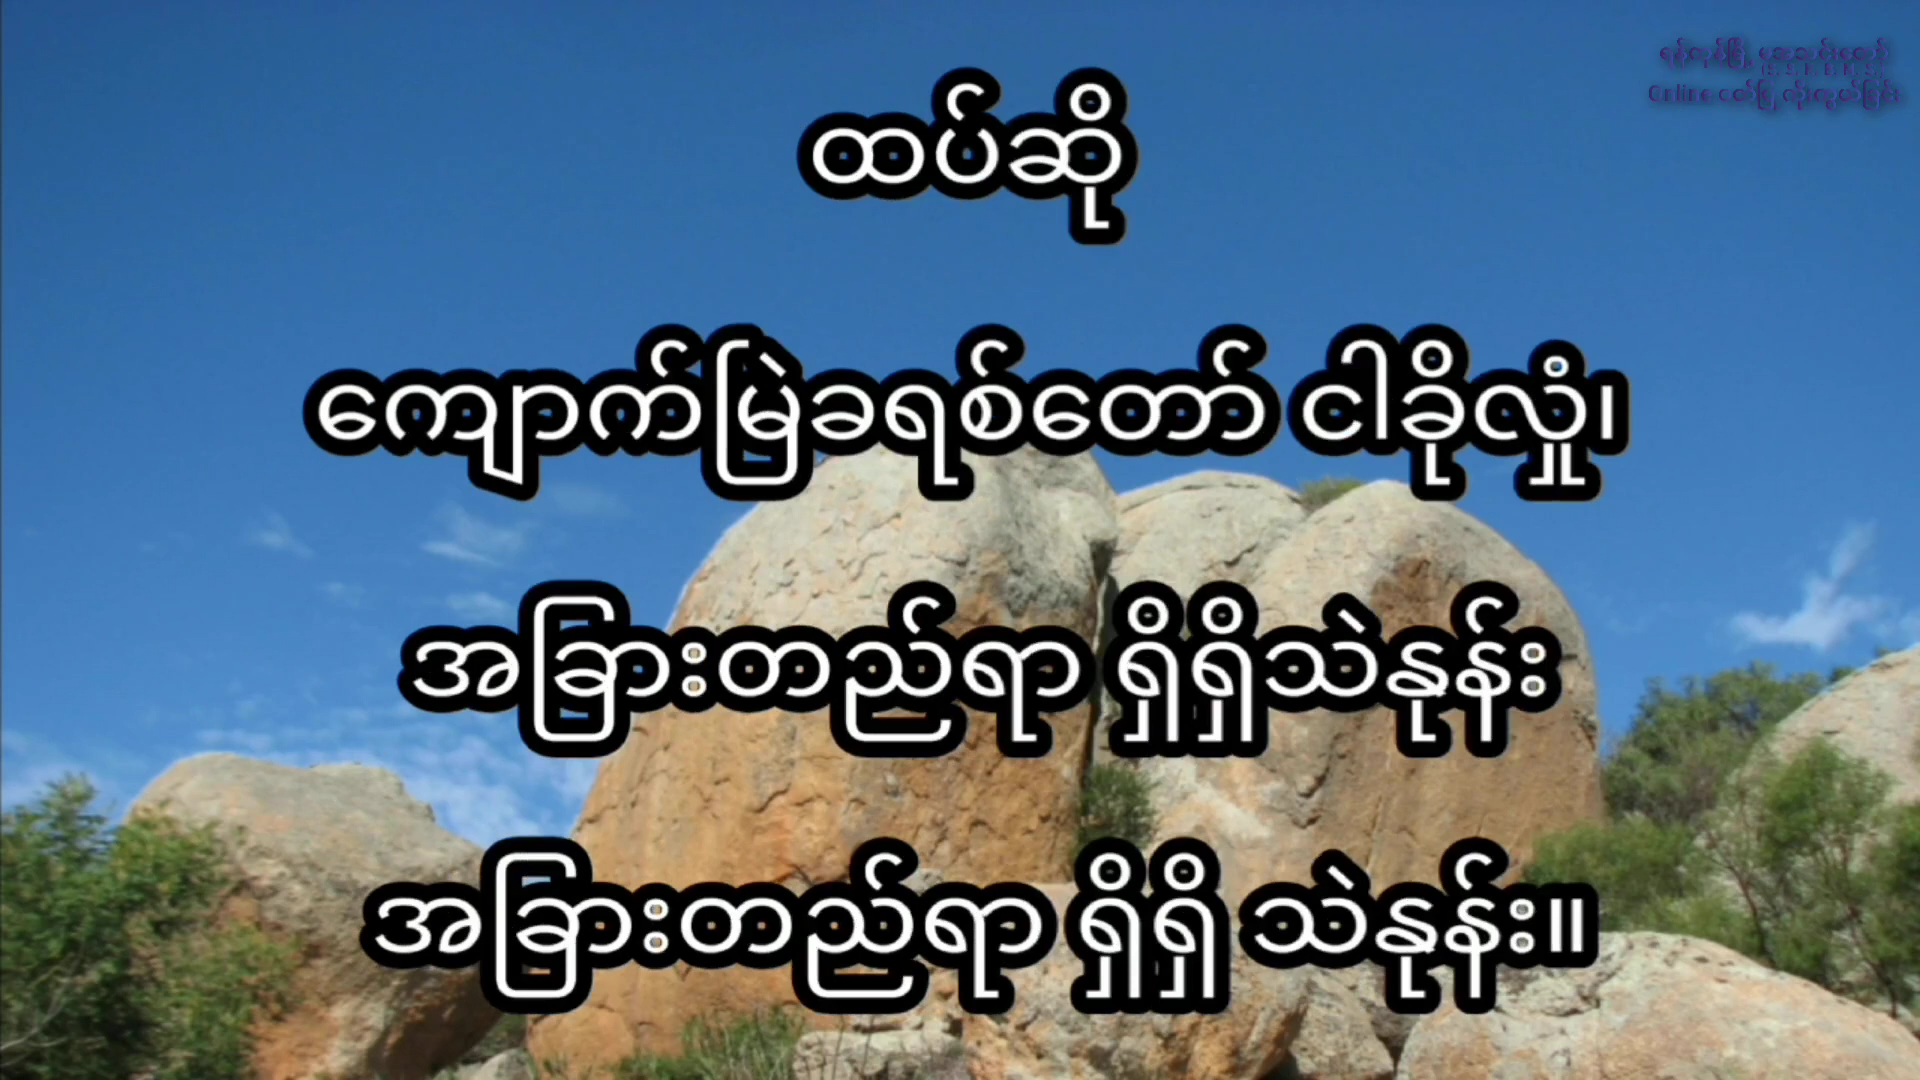 ထပ်ဆို
ကျောက်မြဲခရစ်တော် ငါခိုလှုံ၊
အခြားတည်ရာ ရှိရှိသဲနုန်း
အခြားတည်ရာ ရှိရှိ သဲနုန်း။
Online